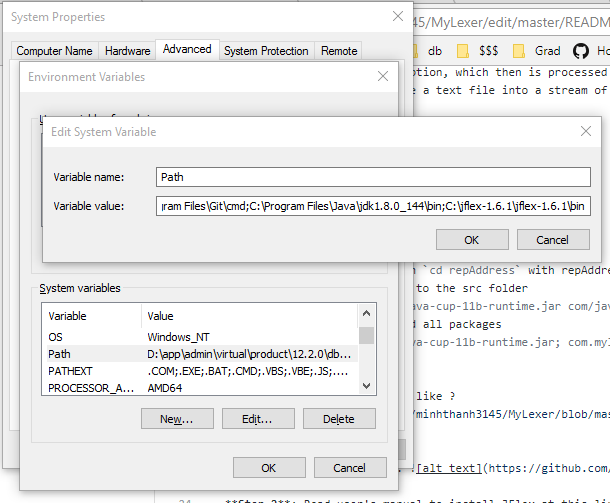 System Properties
45/MyLexer/edit/master/README
Computer Name Hardware Advanced System Protection Remote
db $$$ Grad
Environment Variables
which then is processed
a text file into a stream of
Edit System Variable
Variable name: Path
Variable value: gram Files\Git\cmd;C:\Program Files\Java\jdk1.8.0_144\bin;C:\jflex-1.6.1\jflex-1.6.1\bin
OK Cancel
`cd repAddress` with repAddre
System variables
to the src folder
Variable Value
ava-cup-11b-runtime.jar com/jav
OS Windows_NT
d all packages
Path D:\app\admin\virtual\product\12.2.0\db...
ava-cup-11b-runtime.jar; com.myl
PATHEXT .COM;.EXE;.BAT;.CMD;.VBS;.VBE;.JS;....
PROCESSOR_A... AMD64
like ?
New... Edit... Delete
/minhthanh3145/MyLexer/blob/mas
[alt text](https://github.com/
OK Cancel